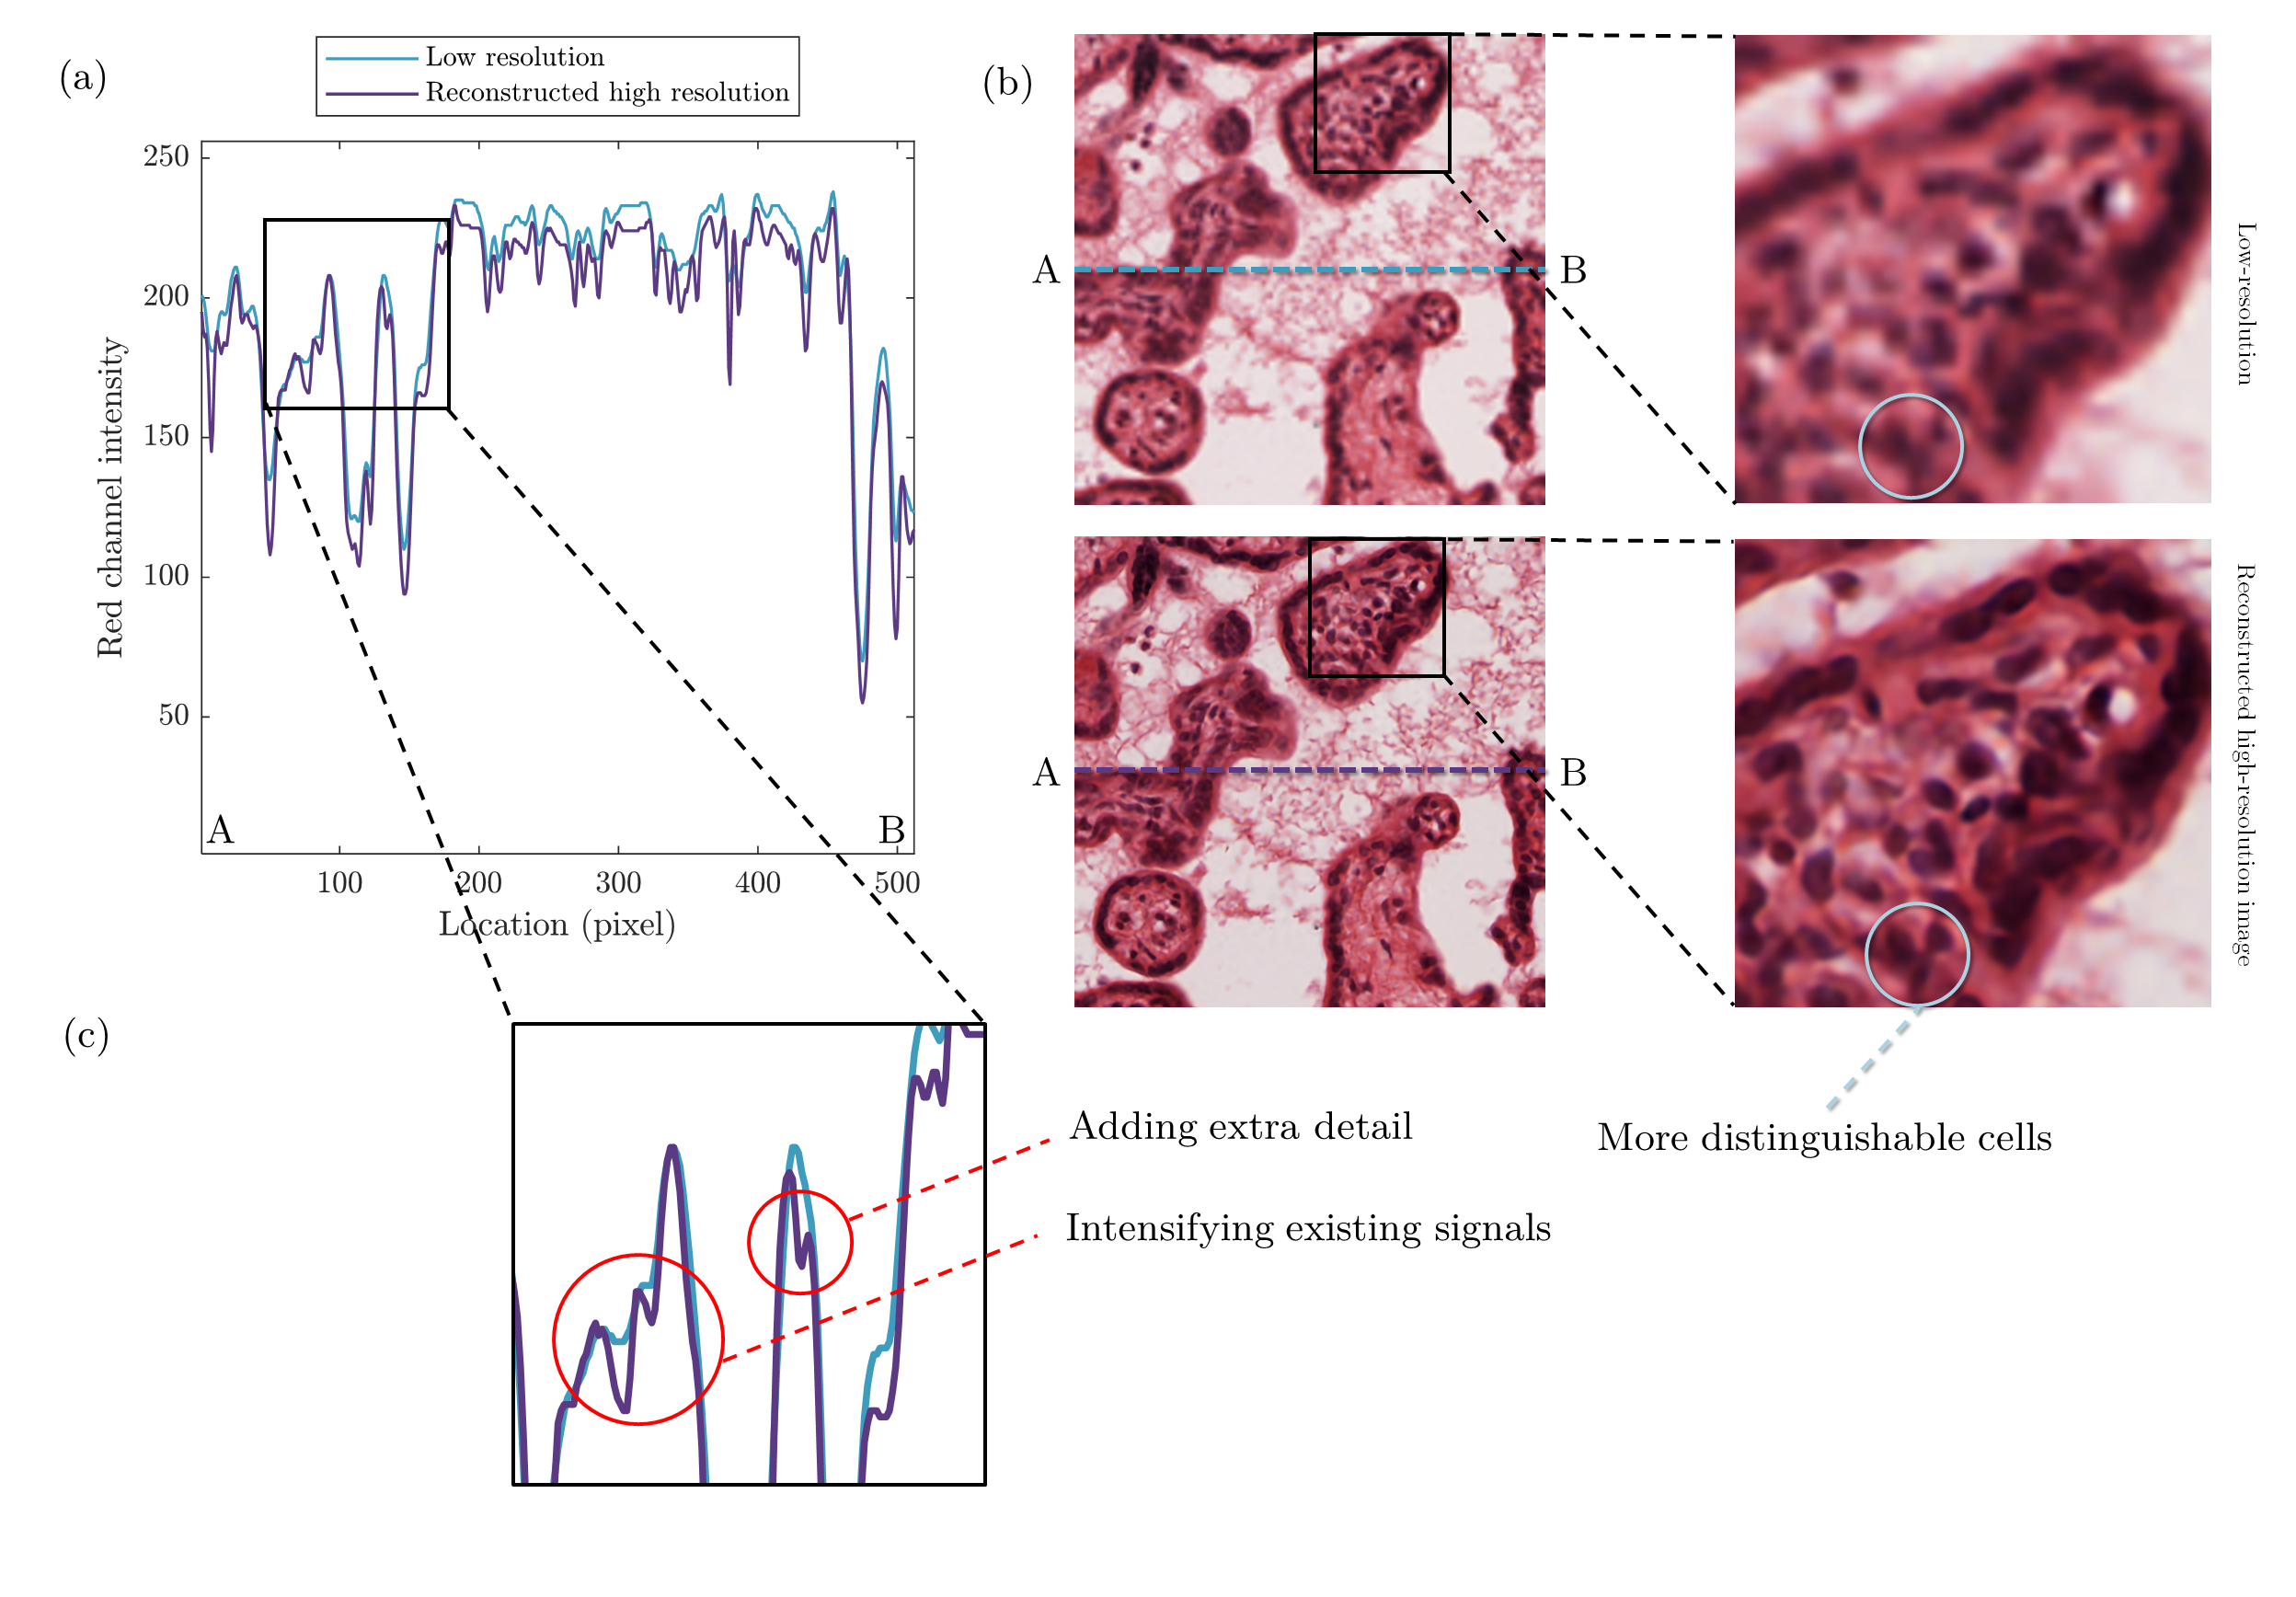 (a)
Low resolution
Reconstructed high resolution
250
200
150
100
50
Red channel intensity
A
B
100
200
300
400
500
Location (pixel)
(b)
A
B
Low-resolution
A
B
Reconstructed high-resolution image
(c)
Adding extra detail
Intensifying existing signals
More distinguishable cells